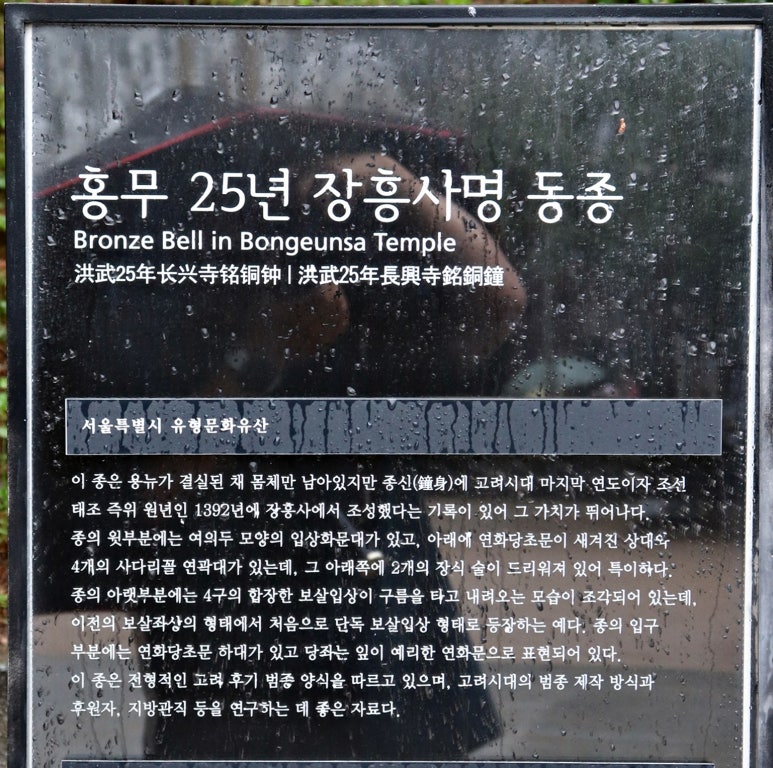 홍무 25년 장흥사명 동종
Bronze Bell in Bongeunsa Temple
洪武25年长兴寺铭铜钟 | 洪武25年長興寺銘銅鐘
서울특별시 유형문화유산
이 종은 용뉴가 결실된 채 몸체만 남아있지만 종신(鐘身)에 고려시대 마지막 연도이자 조선
태조 즉위 원년인 1392년에 장흥사에서 조성했다는 기록이 있어 그 가치가 뛰어나다.
종의 윗부분에는 여의두 모양의 입상화문대가 있고, 아래에 연화당초문이 새겨진 상대와
4개의 사다리꼴 연곽대가 있는데, 그 아래쪽에 2개의 장식 술이 드리워져 있어 특이하다.
종의 아랫부분에는 4구의 합장한 보살입상이 구름을 타고 내려오는 모습이 조각되어 있는데,
이전의 보살좌상의 형태에서 처음으로 단독 보살입상 형태로 등장하는 예다. 종의 입구
부분에는 연화당초문 하대가 있고 당좌는 잎이 예리한 연화문으로 표현되어 있다.
이 종은 전형적인 고려 후기 범종 양식을 따르고 있으며, 고려시대의 범종 제작 방식과
후원자, 지방관직 등을 연구하는 데 좋은 자료다.